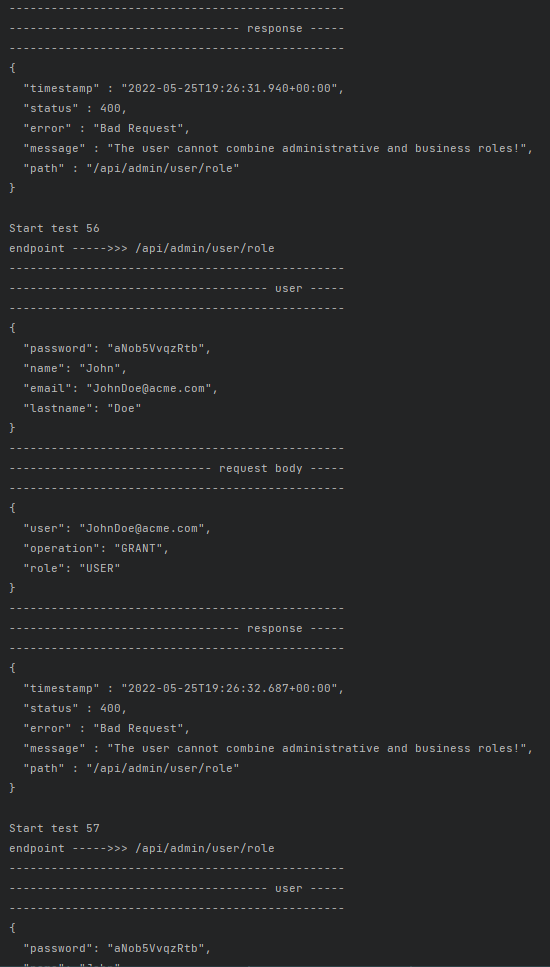 ------------------------------------------------
--------------------------------- response -----
------------------------------------------------
{
  "timestamp" : "2022-05-25T19:26:31.940+00:00",
  "status" : 400,
  "error" : "Bad Request",
  "message" : "The user cannot combine administrative and business roles!",
  "path" : "/api/admin/user/role"
}

Start test 56
endpoint ----->>> /api/admin/user/role
------------------------------------------------
------------------------------------- user -----
------------------------------------------------
{
  "password": "aNob5VvqzRtb",
  "name": "John",
  "email": "JohnDoe@acme.com",
  "lastname": "Doe"
}
------------------------------------------------
----------------------------- request body -----
------------------------------------------------
{
  "user": "JohnDoe@acme.com",
  "operation": "GRANT",
  "role": "USER"
}
------------------------------------------------
--------------------------------- response -----
------------------------------------------------
{
  "timestamp" : "2022-05-25T19:26:32.687+00:00",
  "status" : 400,
  "error" : "Bad Request",
  "message" : "The user cannot combine administrative and business roles!",
  "path" : "/api/admin/user/role"
}

Start test 57
endpoint ----->>> /api/admin/user/role
------------------------------------------------
------------------------------------- user -----
------------------------------------------------
{
  "password": "aNob5VvqzRtb",